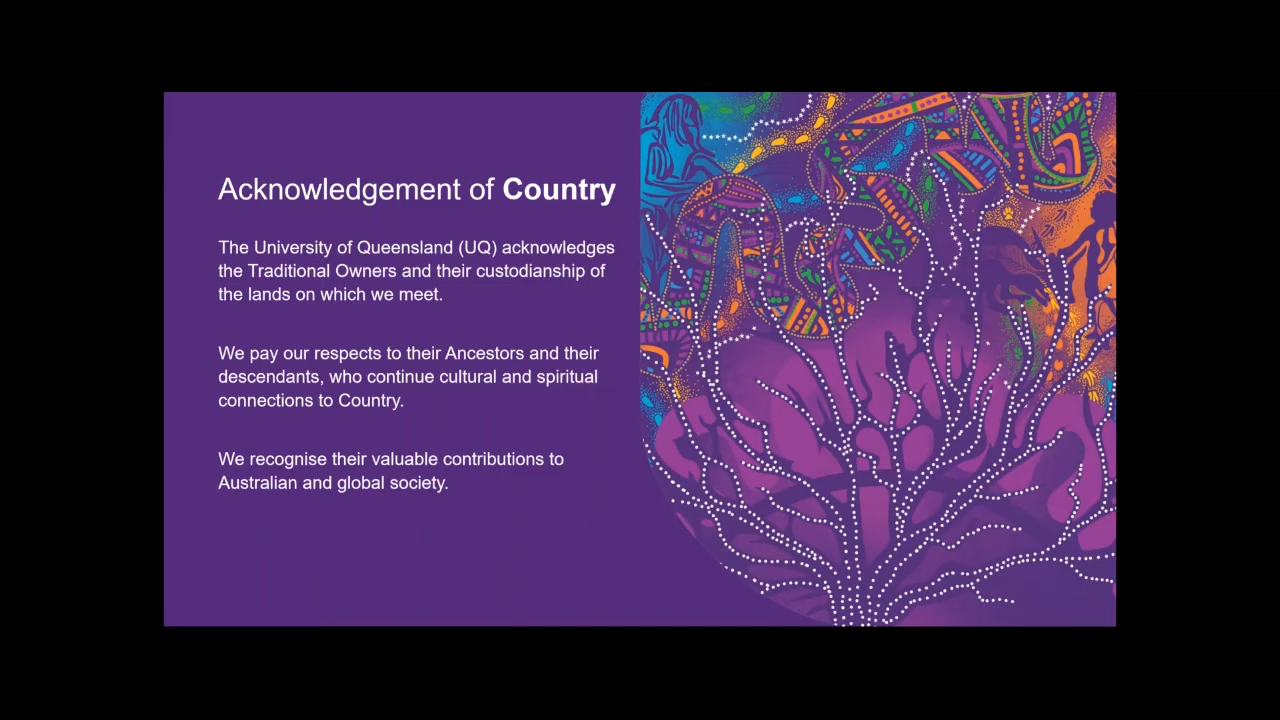 Acknowledgement of Country
The University of Queensland (UQ) acknowledges
the Traditional Owners and their custodianship of
the lands on which we meet.
We pay our respects to their Ancestors and their
descendants, who continue cultural and spiritual
connections to Country.
We recognise their valuable contributions to
Australian and global society.